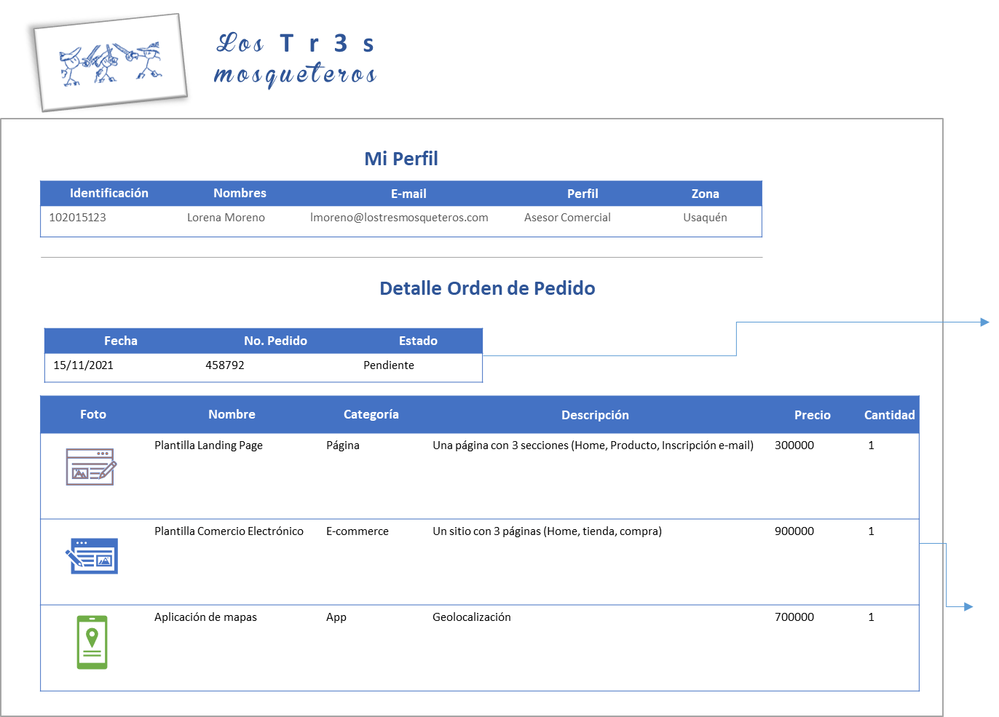 Los Tr3s
mosqueteros
Mi Perfil
Identificación Nombres E-mail Perfil Zona
102015123 Lorena Moreno lmoreno@lostresmosqueteros.com Asesor Comercial Usaquén
Detalle Orden de Pedido
Fecha No. Pedido Estado
15/11/2021 458792 Pendiente
Foto Nombre Categoría Descripción Precio Cantidad
Plantilla Landing Page Página Una página con 3 secciones (Home, Producto, Inscripción e-mail) 300000 1
Plantilla Comercio Electrónico E-commerce Un sitio con 3 páginas (Home, tienda, compra) 900000 1
Aplicación de mapas App Geolocalización 700000 1